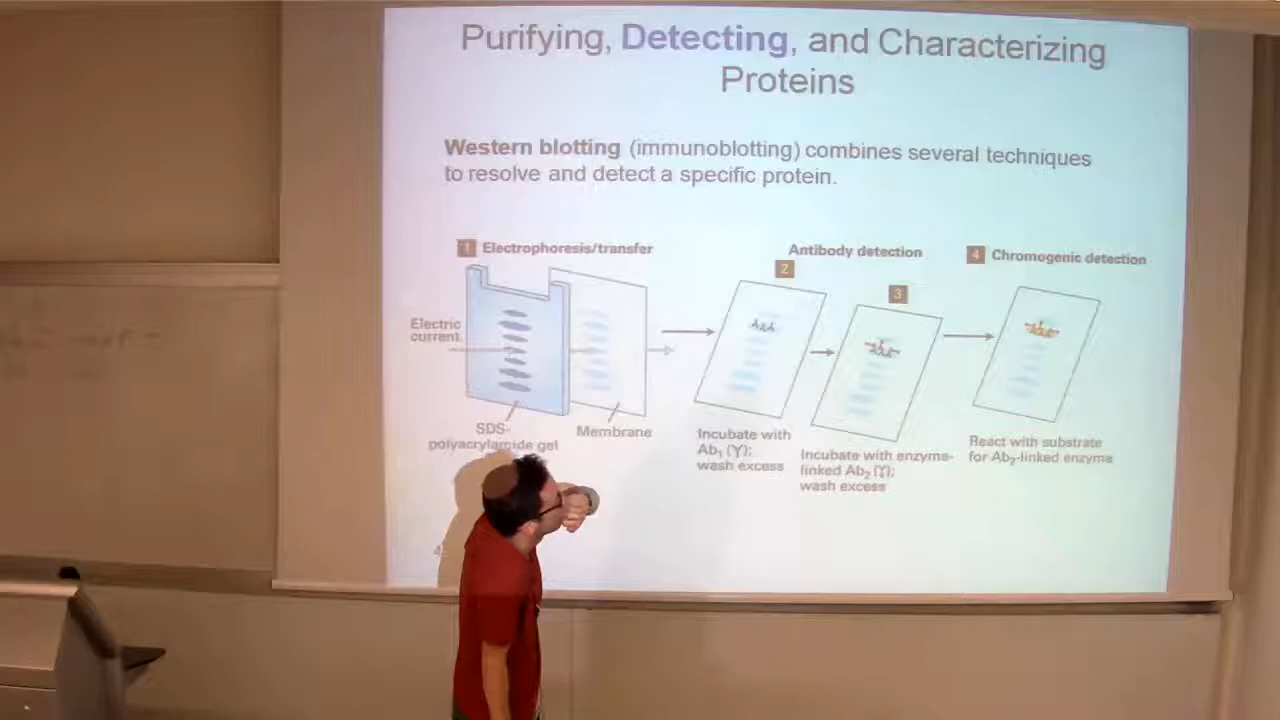 Purifying, Detecting, and Characterizing
Proteins
Western blotting (immunoblotting) combines several techniques
to resolve and detect a specific protein.
1 Electrophoresis/transfer
Electric
current
SDS-
polyacrylamide gel
Membrane
Antibody detection
2
3
4 Chromogenic detection
Incubate with
Ab1 (Y);
wash excess
Incubate with enzyme-
linked Ab2 (Y);
wash excess
React with substrate
for Ab2-linked enzyme